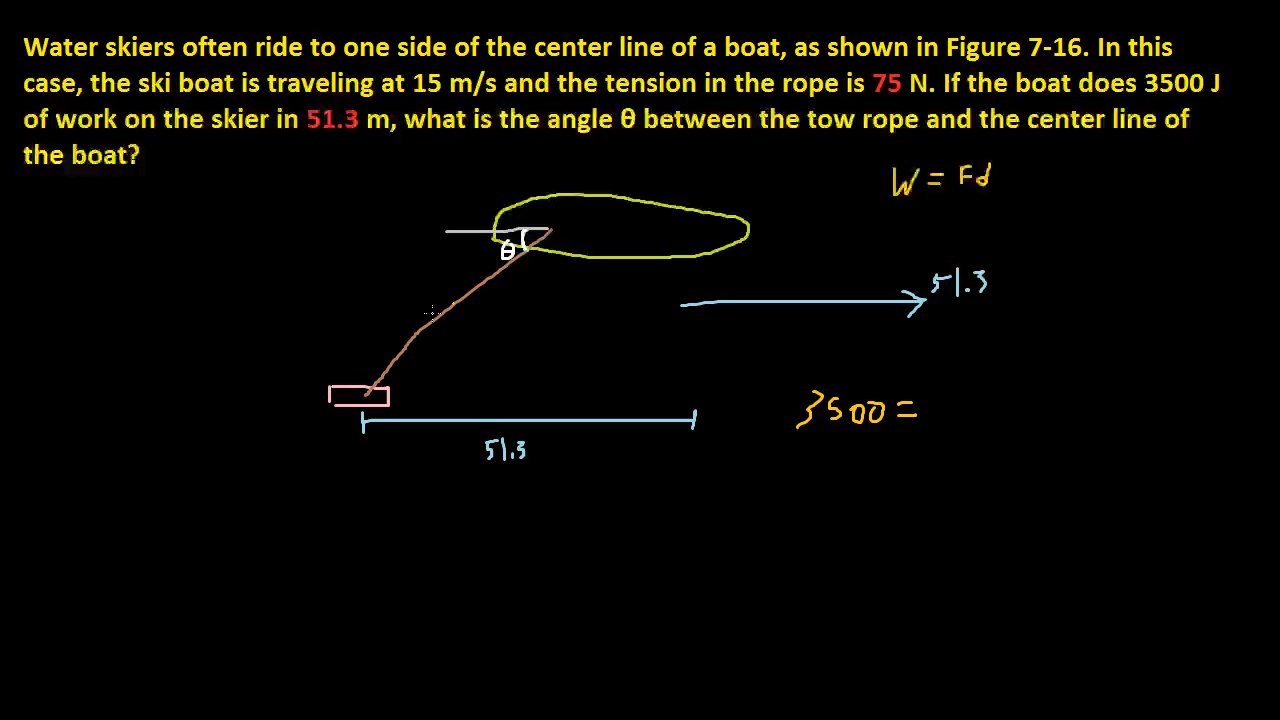 Water skiers often ride to one side of the center line of a boat, as shown in Figure 7-16. In this
case, the ski boat is traveling at 15 m/s and the tension in the rope is 75 N. If the boat does 3500 J
of work on the skier in 51.3 m, what is the angle θ between the tow rope and the center line of
the boat?
W = Fd
θ
51.3
3500 =
51.3